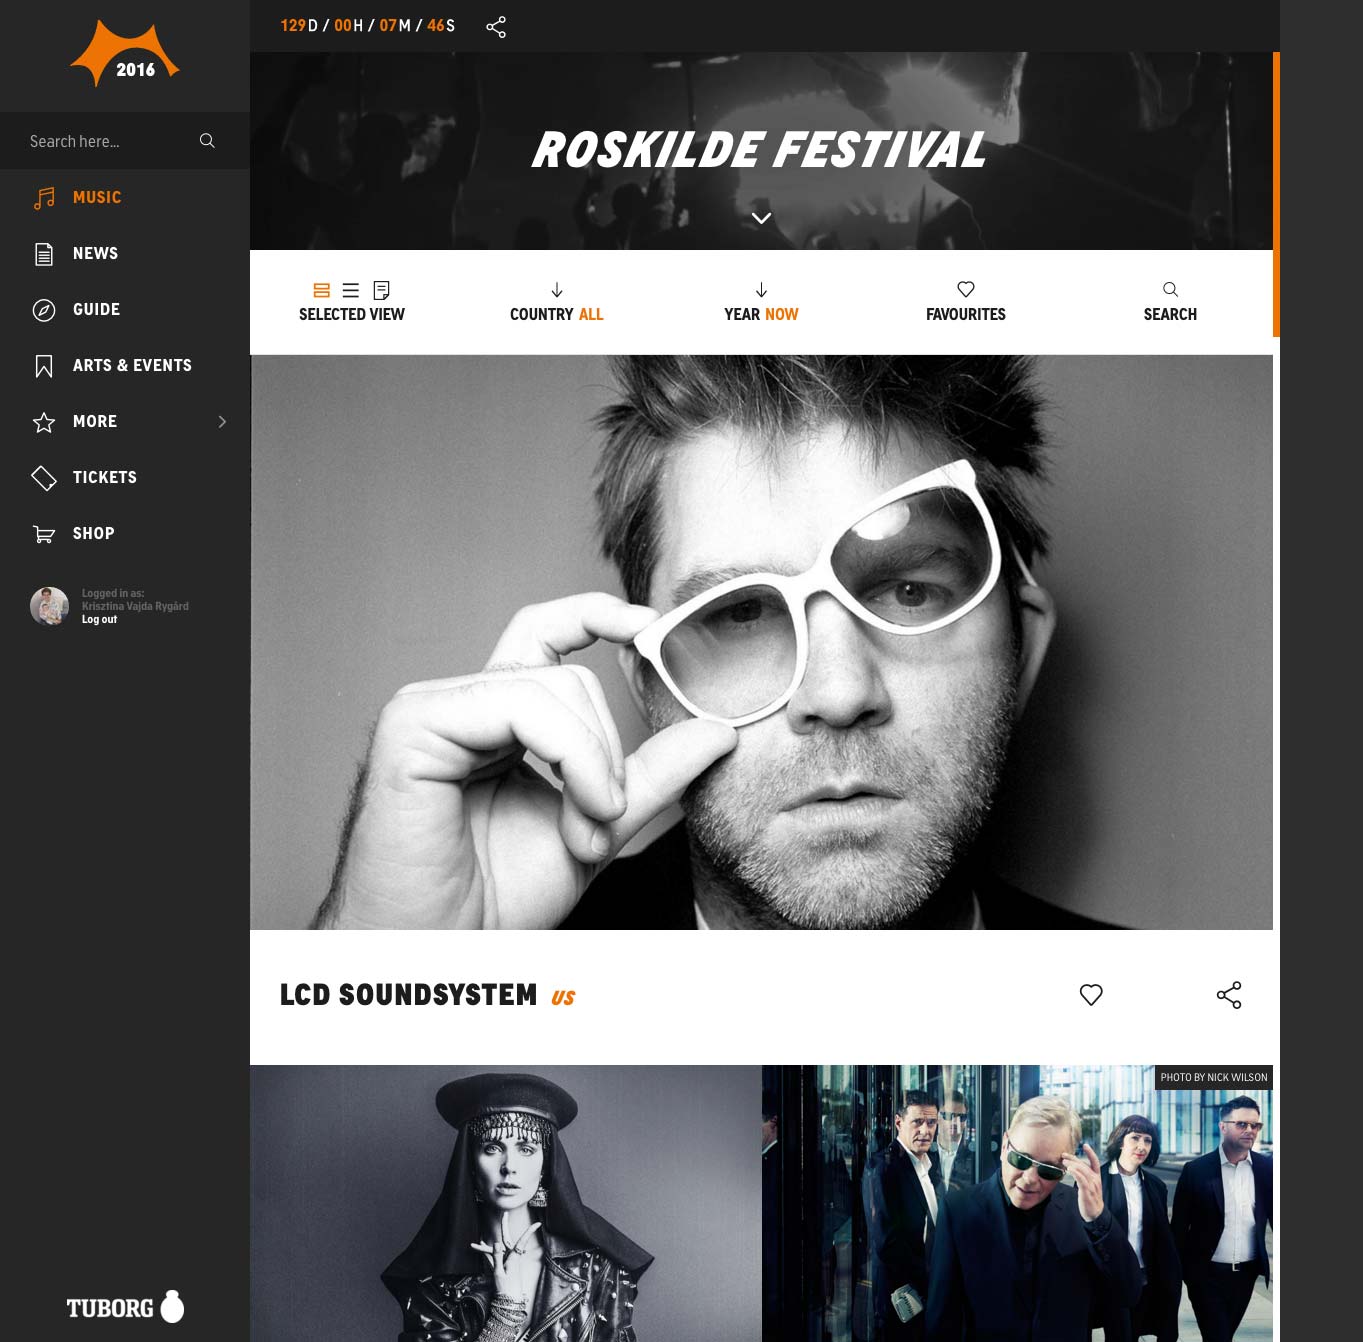 2016
129D / 00H / 07M / 46S
Search here...
MUSIC
NEWS
GUIDE
ARTS & EVENTS
MORE
TICKETS
SHOP
Logged in as:
Krisztina Vajda Rygård
Log out
TUBORG
ROSKILDE FESTIVAL
SELECTED VIEW
COUNTRY ALL
YEAR NOW
FAVOURITES
SEARCH
LCD SOUNDSYSTEM US
PHOTO BY NICK WILSON